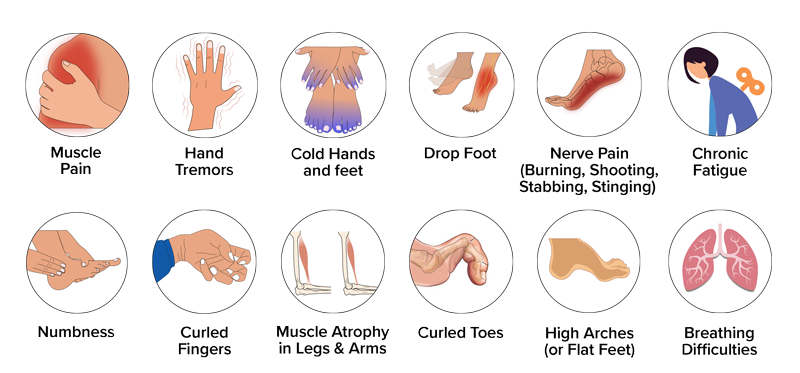 Muscle
Pain
Hand
Tremors
Cold Hands
and feet
Drop Foot
Nerve Pain
(Burning, Shooting,
Stabbing, Stinging)
Chronic
Fatigue
Numbness
Curled
Fingers
Muscle Atrophy
in Legs & Arms
Curled Toes
High Arches
(or Flat Feet)
Breathing
Difficulties